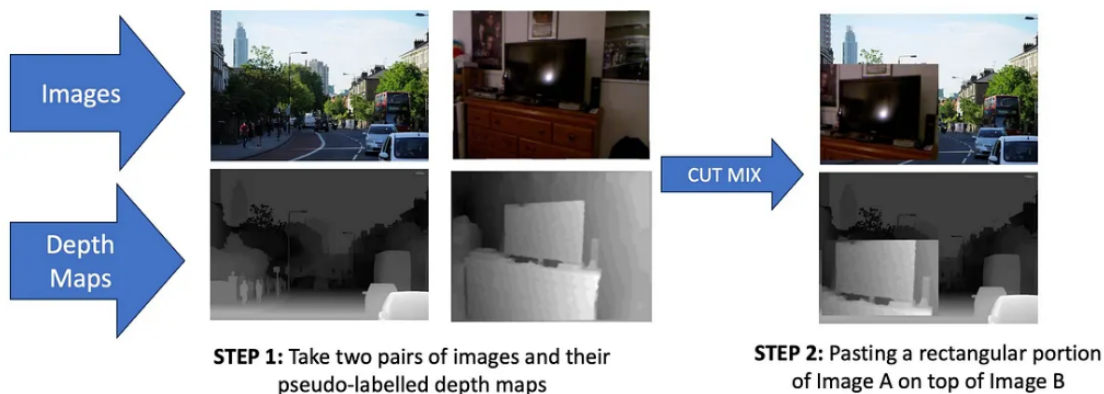 Images
CUT MIX
Depth
Maps
STEP 1: Take two pairs of images and their
pseudo-labelled depth maps
STEP 2: Pasting a rectangular portion
of Image A on top of Image B